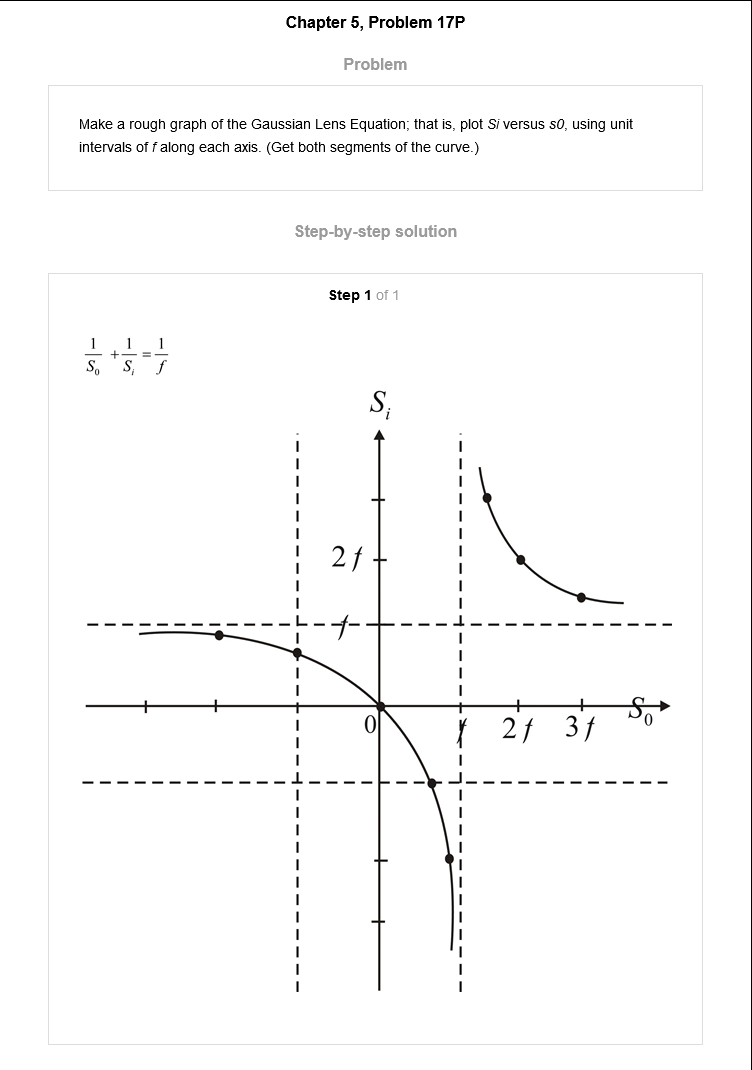 Chapter 5, Problem 17P
Problem
Make a rough graph of the Gaussian Lens Equation; that is, plot Si versus s0, using unit
intervals of f along each axis. (Get both segments of the curve.)
Step-by-step solution
Step 1 of 1
1/S₀ + 1/Sᵢ = 1/f
Sᵢ
2f
f
S₀
0
f
2f
3f